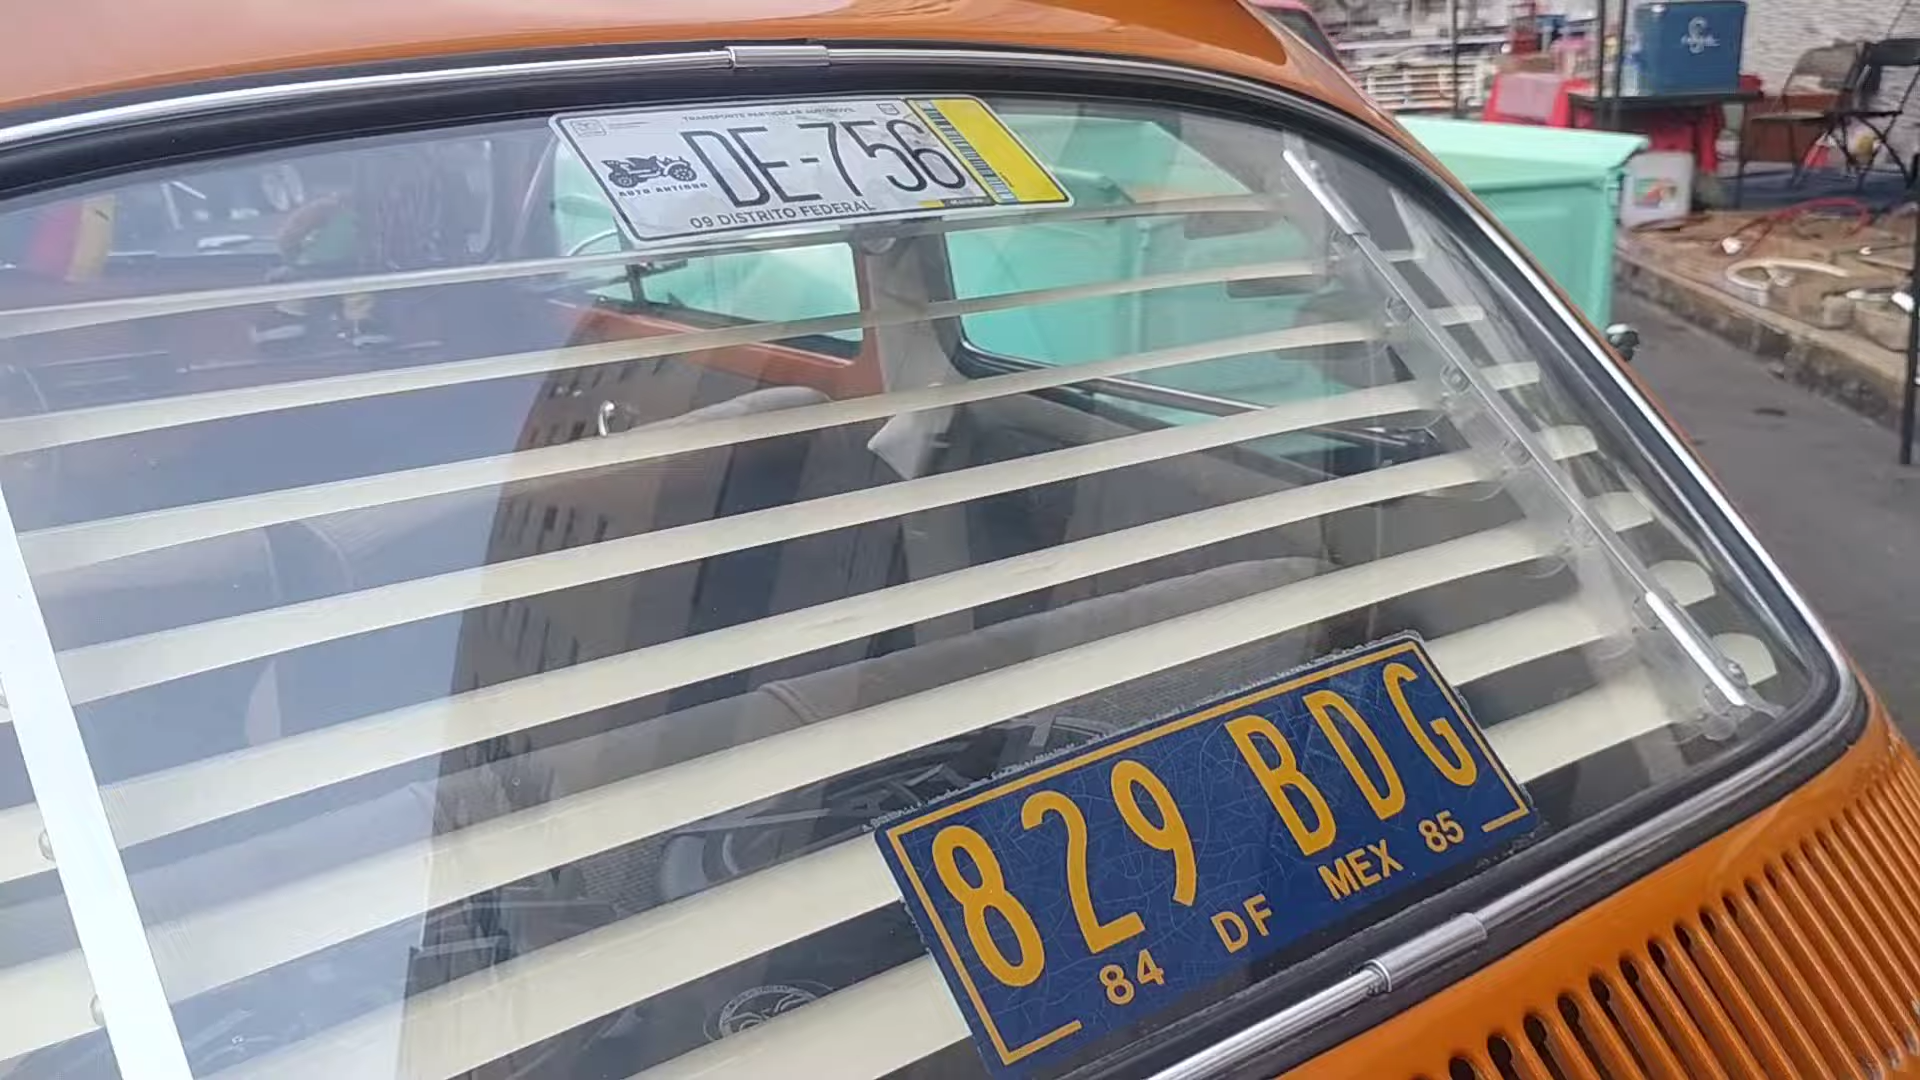 TRANSPORTE PARTICULAR AUTOMOVIL
DE-756
AUTO ANTIGUO
09 DISTRITO FEDERAL
829 BDG
84 DF MEX 85